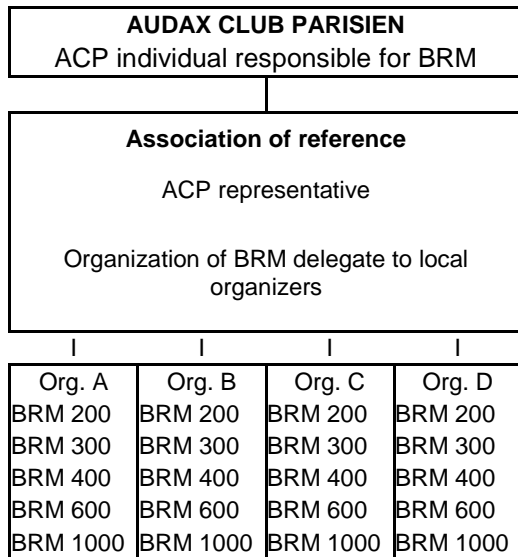 AUDAX CLUB PARISIEN
ACP individual responsible for BRM
Association of reference
ACP representative
Organization of BRM delegate to local
organizers
Org. A Org. B Org. C Org. D
BRM 200 BRM 200 BRM 200 BRM 200
BRM 300 BRM 300 BRM 300 BRM 300
BRM 400 BRM 400 BRM 400 BRM 400
BRM 600 BRM 600 BRM 600 BRM 600
BRM 1000 BRM 1000 BRM 1000 BRM 1000